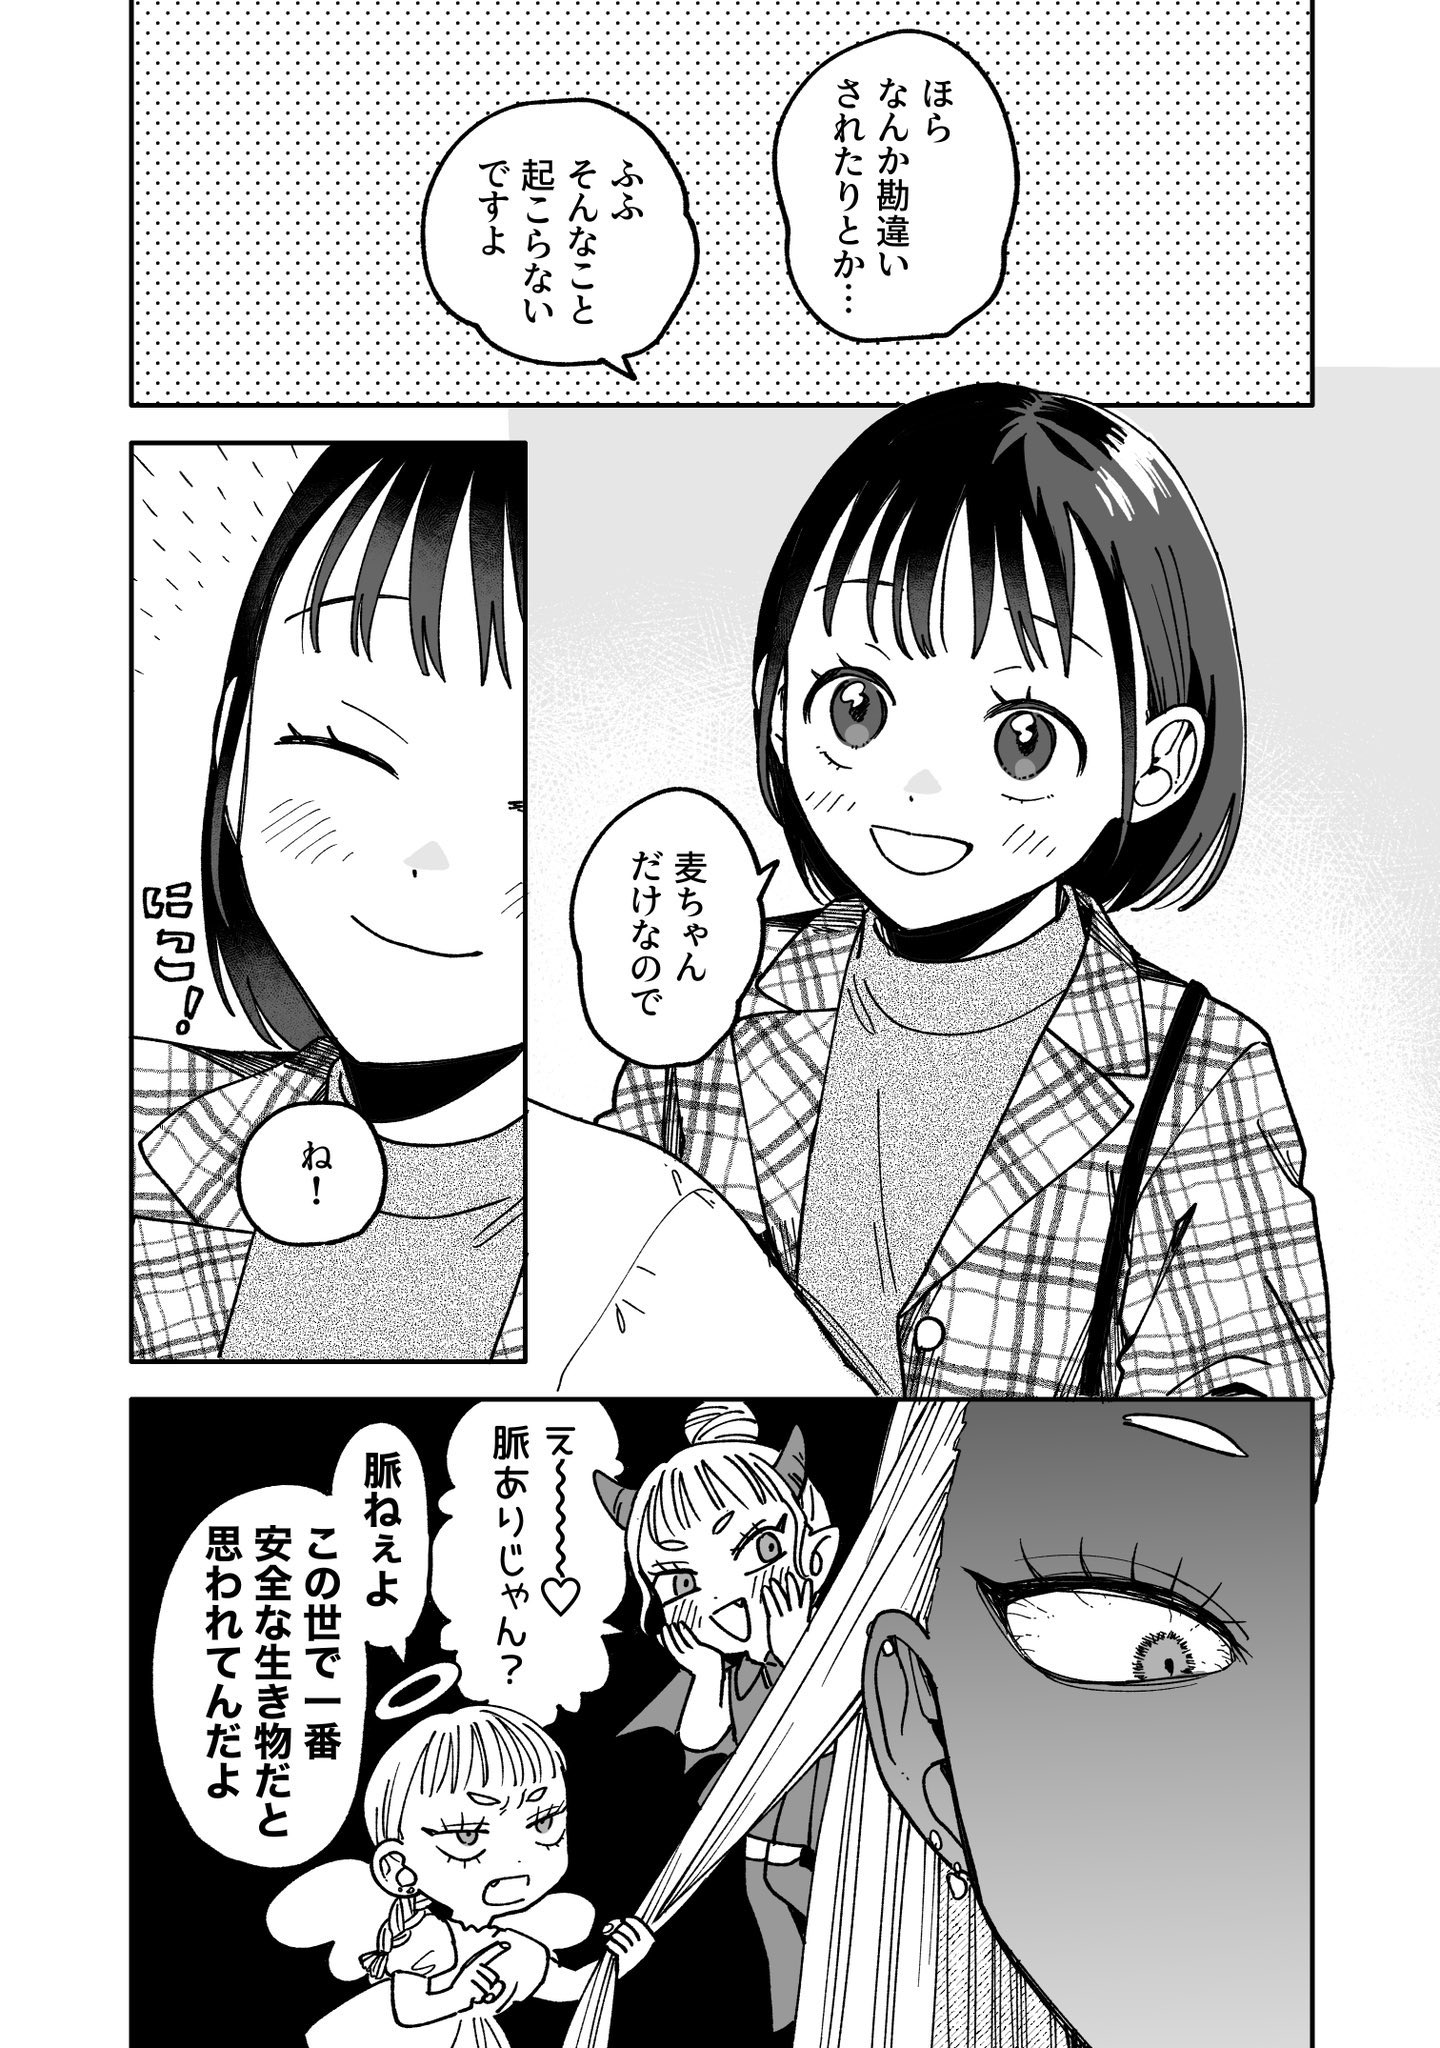 ほら
なんか勘違い
されたりとか…
ふふ
そんなこと
起こらない
ですよ
麦ちゃん
だけなので
にこ!
ね!
え〜〜〜〜♡
脈ありじゃん?
脈ねぇよ
この世で一番
安全な生き物だと
思われてんだよ